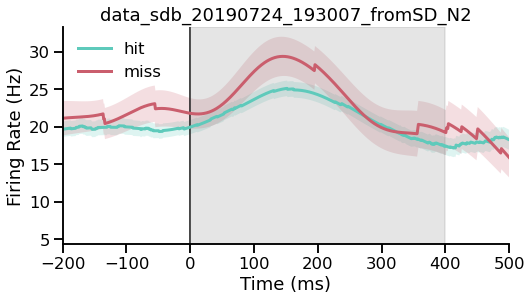 data_sdb_20190724_193007_fromSD_N2
hit
miss
Firing Rate (Hz)
30
25
20
15
10
5
−200 −100 0 100 200 300 400 500
Time (ms)